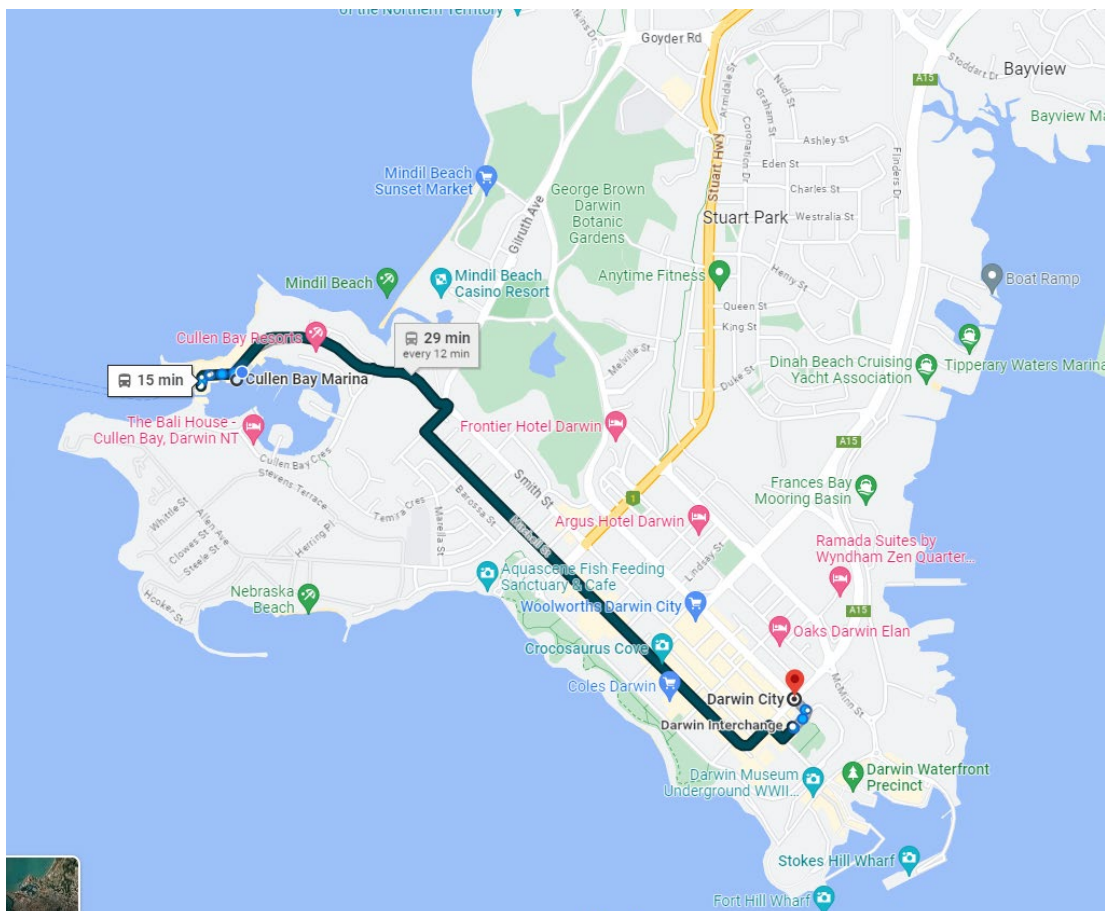 of the Northern Territory
Goyder Rd
Armidale St
Nudl St
Graham St
Coronation Dr
Stoddart Dr
Bayview
A15
Bayview Ma
Ashley St
Flinders Dr
Stuart Hwy
Eden St
Charles St
Mindil Beach
Sunset Market
Gilruth Ave
George Brown
Darwin
Botanic
Gardens
Stuart Park
Westralia St
Henry St
Anytime Fitness
Boat Ramp
Mindil Beach
Mindil Beach
Casino Resort
Queen St
King St
Cullen Bay Resorts
29 min
every 12 min
Melville St
Duke St
Dinah Beach Cruising
Yacht Association
Tipperary Waters Marina
15 min
Cullen Bay Marina
The Bali House -
Cullen Bay, Darwin NT
Frontier Hotel Darwin
A15
Cullen Bay Cres
Stevens Terrace
Smith St
Frances Bay
Mooring Basin
1
Whittle St
Allen Ave
Clowes St
Steele St
Herring Pl
Temira Cres
Barossa St
Marella St
Mitchell St
Argus Hotel Darwin
Lindsay St
Ramada Suites by
Wyndham Zen Quarter...
Aquascene Fish Feeding
Sanctuary & Cafe
Nebraska
Beach
Hooker St
Woolworths Darwin City
A15
Oaks Darwin Elan
Crocosaurus Cove
Coles Darwin
McMinn St
Darwin City
Darwin Interchange
Darwin Museum
Underground WWII...
Darwin Waterfront
Precinct
Stokes Hill Wharf
Fort Hill Wharf